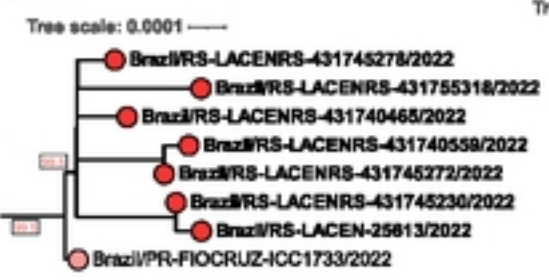 Tr
Tree scale: 0.0001
Brazil/RS-LACENRS-431745278/2022
Brazil/RS-LACENRS-431755318/2022
Brazil/RS-LACENRS-431740465/2022
Brazil/RS-LACENRS-431740559/2022
Brazil/RS-LACENRS-431745272/2022
Brazil/RS-LACENRS-431745230/2022
Brazil/RS-LACEN-25613/2022
Brazil/PR-FIOCRUZ-ICC1733/2022